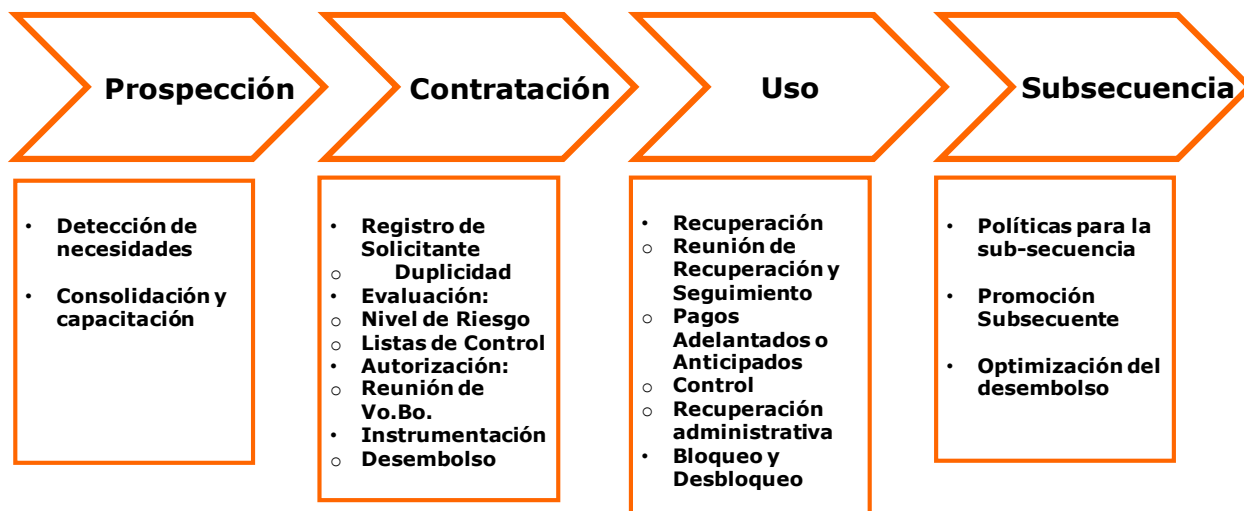 Prospección
Contratación
Uso
Subsecuencia
• Detección de
necesidades
• Consolidación y
capacitación
• Registro de
Solicitante
o Duplicidad
• Evaluación:
o Nivel de Riesgo
o Listas de Control
• Autorización:
o Reunión de
Vo.Bo.
• Instrumentación
o Desembolso
• Recuperación
o Reunión de
Recuperación y
Seguimiento
o Pagos
Adelantados o
Anticipados
o Control
o Recuperación
administrativa
• Bloqueo y
Desbloqueo
• Políticas para la
sub-secuencia
• Promoción
Subsecuente
• Optimización del
desembolso